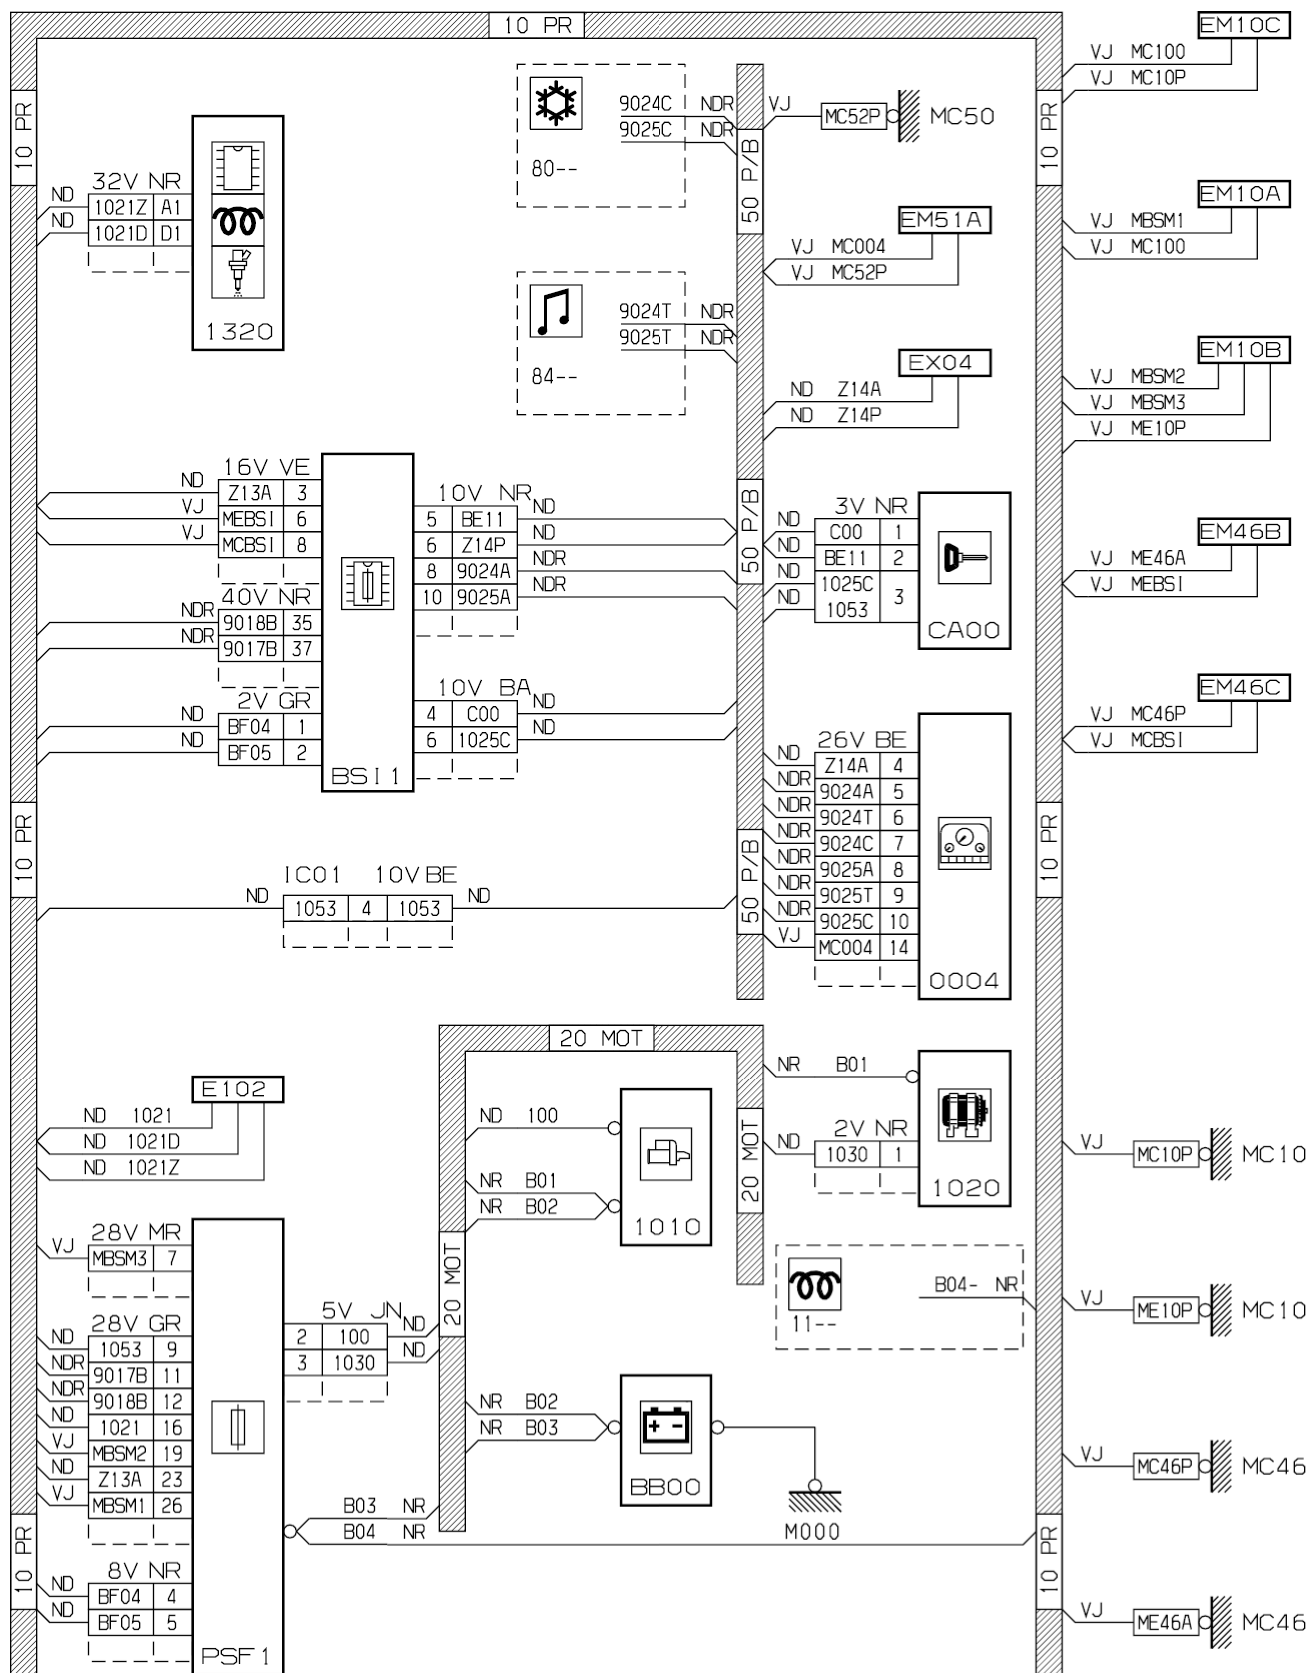 10 PR
EM10C
VJ MC100
VJ MC10P
10 PR
10 PR
9024C NDR
9025C NDR
80--
VJ MC52P MC50
50 P/B
32V NR
ND 1021Z A1
ND 1021D D1
1320
EM10A
VJ MBSM1
VJ MC100
EM51A
VJ MC004
VJ MC52P
9024T NDR
9025T NDR
84--
EX04
ND Z14A
ND Z14P
EM10B
VJ MBSM2
VJ MBSM3
VJ ME10P
16V VE
ND Z13A 3
VJ MEBSI 6
VJ MCBSI 8
40V NR
NDR 9018B 35
NDR 9017B 37
2V GR
ND BF04 1
ND BF05 2
BSI1
10V NR
5 BE11 ND
6 Z14P ND
8 9024A NDR
10 9025A NDR
10V BA
4 C00 ND
6 1025C ND
50 P/B
3V NR
ND C00 1
ND BE11 2
ND 1025C
ND 1053 3
CA00
EM46B
VJ ME46A
VJ MEBSI
EM46C
VJ MC46P
VJ MCBSI
26V BE
ND Z14A 4
NDR 9024A 5
NDR 9024T 6
NDR 9024C 7
NDR 9025A 8
NDR 9025T 9
NDR 9025C 10
VJ MC004 14
0004
10 PR
10 PR
50 P/B
IC01 10V BE
ND 1053 4 1053 ND
20 MOT
E102
ND 1021
ND 1021D
ND 1021Z
ND 100
NR B01
NR B02
1010
20 MOT
NR B01
2V NR
ND 1030 1
1020
VJ MC10P MC10
28V MR
VJ MBSM3 7
28V GR
ND 1053 9
NDR 9017B 11
NDR 9018B 12
ND 1021 16
VJ MBSM2 19
ND Z13A 23
VJ MBSM1 26
8V NR
ND BF04 4
ND BF05 5
PSF1
5V JN
2 100 ND
3 1030 ND
20 MOT
B04- NR
11--
VJ ME10P MC10
NR B02
NR B03
BB00
M000
B03 NR
B04 NR
VJ MC46P MC46
10 PR
10 PR
VJ ME46A MC46